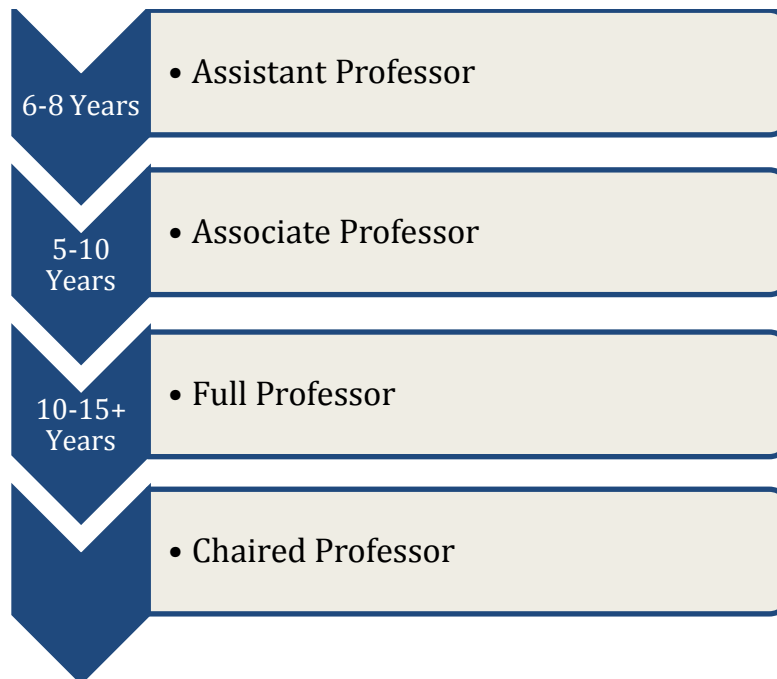 6-8 Years
• Assistant Professor
5-10
Years
• Associate Professor
10-15+
Years
• Full Professor
• Chaired Professor